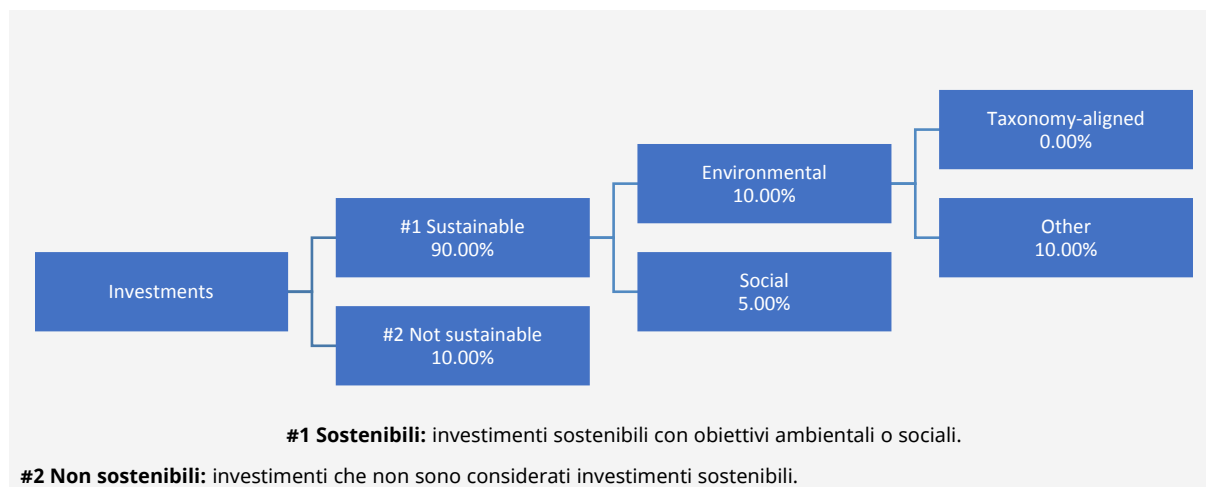 Investments
#1 Sustainable
90.00%
#2 Not sustainable
10.00%
Environmental
10.00%
Social
5.00%
Taxonomy-aligned
0.00%
Other
10.00%
#1 Sostenibili: investimenti sostenibili con obiettivi ambientali o sociali.
#2 Non sostenibili: investimenti che non sono considerati investimenti sostenibili.